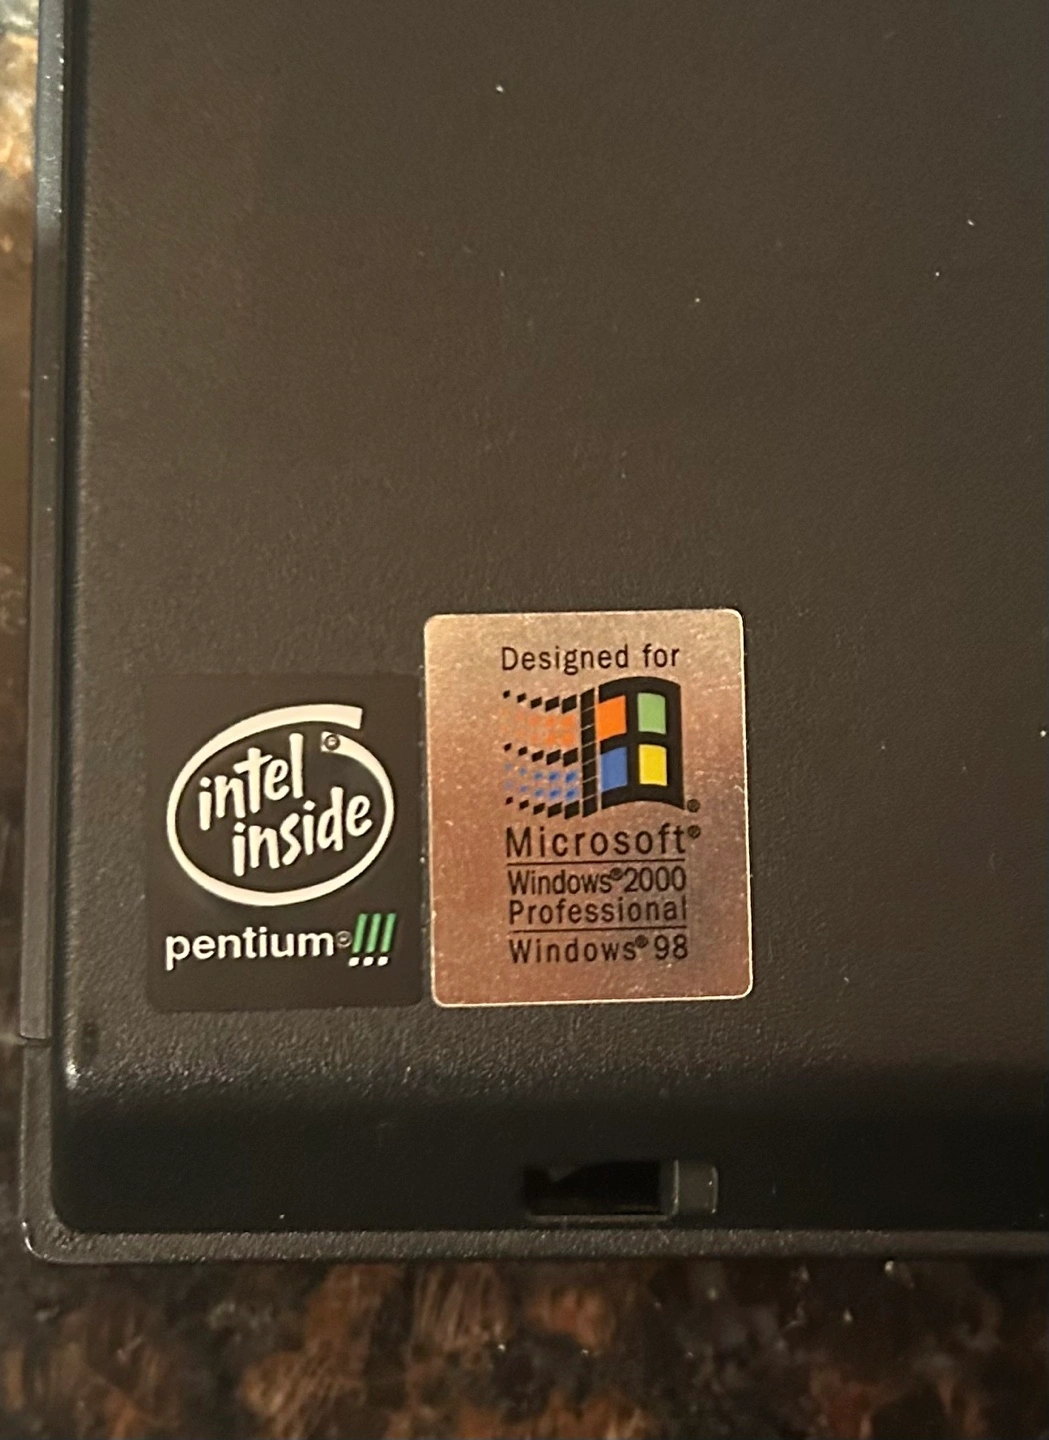 intel®
inside
pentium®!!!
Designed for
®
Microsoft®
Windows®2000
Professional
Windows®98